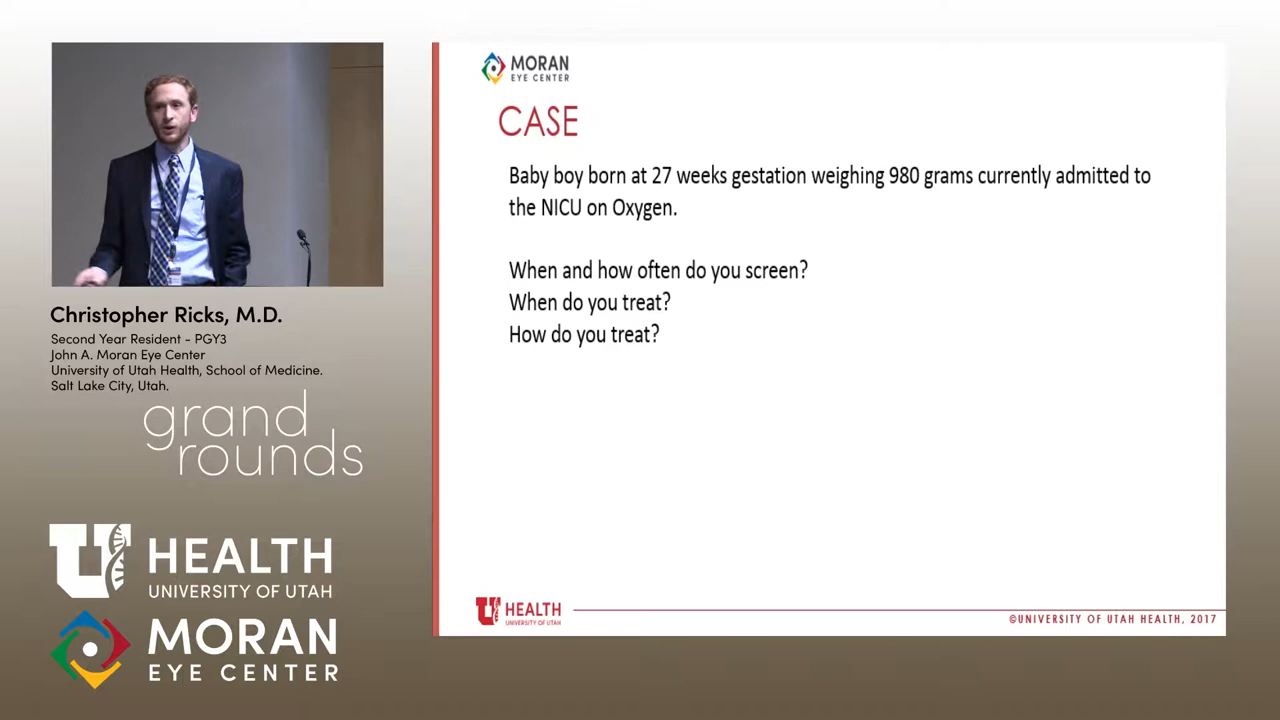 MORAN
EYE CENTER
CASE
Baby boy born at 27 weeks gestation weighing 980 grams currently admitted to
the NICU on Oxygen.
When and how often do you screen?
When do you treat?
How do you treat?
U HEALTH
UNIVERSITY OF UTAH
©UNIVERSITY OF UTAH HEALTH, 2017
Christopher Ricks, M.D.
Second Year Resident - PGY3
John A. Moran Eye Center
University of Utah Health, School of Medicine.
Salt Lake City, Utah.
grand
rounds
U HEALTH
UNIVERSITY OF UTAH
MORAN
EYE CENTER